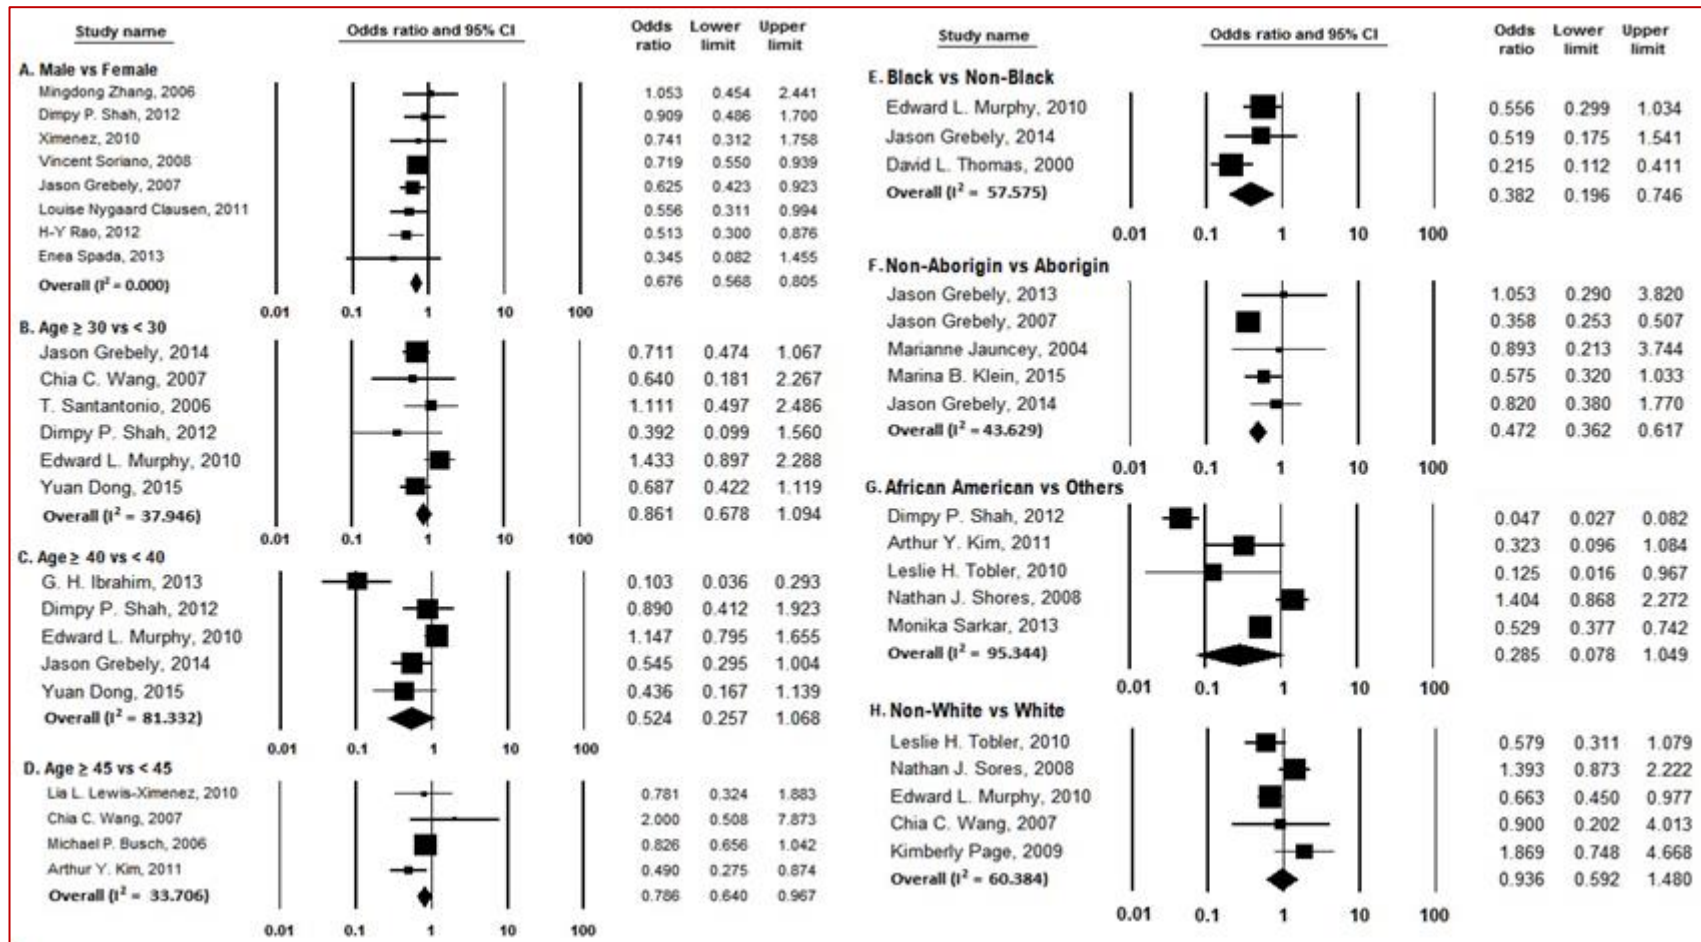 Study name Odds ratio and 95% CI Odds ratio Lower limit Upper limit
A. Male vs Female
Mingdong Zhang, 2006 1.053 0.454 2.441
Dimpy P. Shah, 2012 0.909 0.486 1.700
Ximenez, 2010 0.741 0.312 1.758
Vincent Soriano, 2008 0.719 0.550 0.939
Jason Grebely, 2007 0.625 0.423 0.923
Louise Nygaard Clausen, 2011 0.556 0.311 0.994
H-Y Rao, 2012 0.513 0.300 0.876
Enea Spada, 2013 0.345 0.082 1.455
Overall (I² = 0.000) 0.676 0.568 0.805
0.01 0.1 1 10 100
B. Age ≥ 30 vs < 30
Jason Grebely, 2014 0.711 0.474 1.067
Chia C. Wang, 2007 0.640 0.181 2.267
T. Santantonio, 2006 1.111 0.497 2.486
Dimpy P. Shah, 2012 0.392 0.099 1.560
Edward L. Murphy, 2010 1.433 0.897 2.288
Yuan Dong, 2015 0.687 0.422 1.119
Overall (I² = 37.946) 0.861 0.678 1.094
0.01 0.1 1 10 100
C. Age ≥ 40 vs < 40
G. H. Ibrahim, 2013 0.103 0.036 0.293
Dimpy P. Shah, 2012 0.890 0.412 1.923
Edward L. Murphy, 2010 1.147 0.795 1.655
Jason Grebely, 2014 0.545 0.295 1.004
Yuan Dong, 2015 0.436 0.167 1.139
Overall (I² = 81.332) 0.524 0.257 1.068
0.01 0.1 1 10 100
D. Age ≥ 45 vs < 45
Lia L. Lewis-Ximenez, 2010 0.781 0.324 1.883
Chia C. Wang, 2007 2.000 0.508 7.873
Michael P. Busch, 2006 0.826 0.656 1.042
Arthur Y. Kim, 2011 0.490 0.275 0.874
Overall (I² = 33.706) 0.786 0.640 0.967
0.01 0.1 1 10 100
Study name Odds ratio and 95% CI Odds ratio Lower limit Upper limit
E. Black vs Non-Black
Edward L. Murphy, 2010 0.556 0.299 1.034
Jason Grebely, 2014 0.519 0.175 1.541
David L. Thomas, 2000 0.215 0.112 0.411
Overall (I² = 57.575) 0.382 0.196 0.746
0.01 0.1 1 10 100
F. Non-Aborigin vs Aborigin
Jason Grebely, 2013 1.053 0.290 3.820
Jason Grebely, 2007 0.358 0.253 0.507
Marianne Jauncey, 2004 0.893 0.213 3.744
Marina B. Klein, 2015 0.575 0.320 1.033
Jason Grebely, 2014 0.820 0.380 1.770
Overall (I² = 43.629) 0.472 0.362 0.617
0.01 0.1 1 10 100
G. African American vs Others
Dimpy P. Shah, 2012 0.047 0.027 0.082
Arthur Y. Kim, 2011 0.323 0.096 1.084
Leslie H. Tobler, 2010 0.125 0.016 0.967
Nathan J. Shores, 2008 1.404 0.868 2.272
Monika Sarkar, 2013 0.529 0.377 0.742
Overall (I² = 95.344) 0.285 0.078 1.049
0.01 0.1 1 10 100
H. Non-White vs White
Leslie H. Tobler, 2010 0.579 0.311 1.079
Nathan J. Sores, 2008 1.393 0.873 2.222
Edward L. Murphy, 2010 0.663 0.450 0.977
Chia C. Wang, 2007 0.900 0.202 4.013
Kimberly Page, 2009 1.869 0.748 4.668
Overall (I² = 60.384) 0.936 0.592 1.480
0.01 0.1 1 10 100